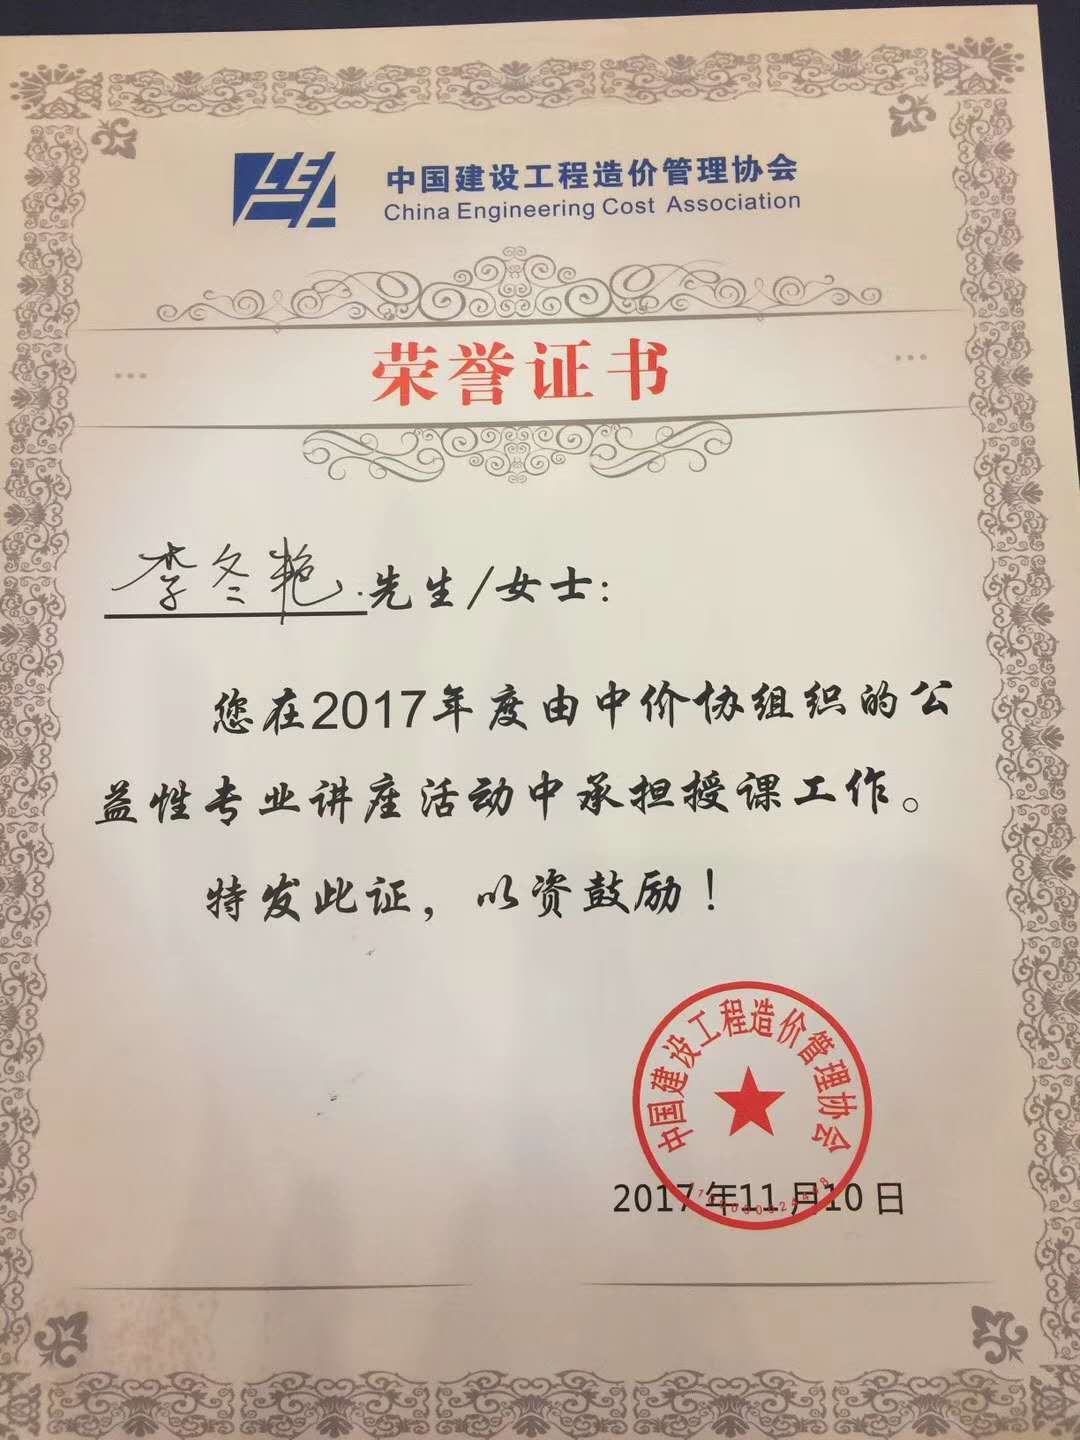 中国建设工程造价管理协会
China Engineering Cost Association
荣誉证书
李冬艳 先生/女士：
您在2017年度由中价协组织的公
益性专业讲座活动中承担授课工作。
特发此证，以资鼓励！
中国建设工程造价管理协会
2017年11月10日